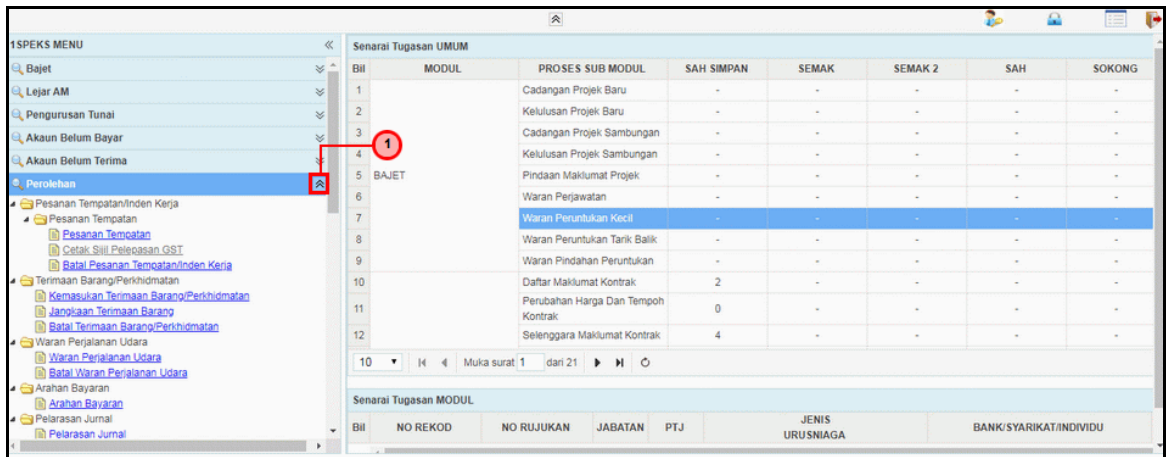 1SPEKS MENU
Bajet
Lejar AM
Pengurusan Tunai
Akaun Belum Bayar
Akaun Belum Terima
Perolehan
Pesanan Tempatan/Inden Kerja
Pesanan Tempatan
Pesanan Tempatan
Cetak Sijil Pelepasan GST
Batal Pesanan Tempatan/Inden Kerja
Terimaan Barang/Perkhidmatan
Kemasukan Terimaan Barang/Perkhidmatan
Jangkaan Terimaan Barang
Batal Terimaan Barang/Perkhidmatan
Waran Perjalanan Udara
Waran Perjalanan Udara
Batal Waran Perjalanan Udara
Arahan Bayaran
Arahan Bayaran
Pelarasan Jurnal
Pelarasan Jurnal
1
Senarai Tugasan UMUM
Bil MODUL PROSES SUB MODUL SAH SIMPAN SEMAK SEMAK 2 SAH SOKONG
1 Cadangan Projek Baru - - - - -
2 Kelulusan Projek Baru - - - - -
3 Cadangan Projek Sambungan - - - - -
4 Kelulusan Projek Sambungan - - - - -
5 BAJET Pindaan Maklumat Projek - - - - -
6 Waran Perjawatan - - - - -
7 Waran Peruntukan Kecil - - - - -
8 Waran Peruntukan Tarik Balik - - - - -
9 Waran Pindahan Peruntukan - - - - -
10 Daftar Maklumat Kontrak 2 - - - -
11 Perubahan Harga Dan Tempoh Kontrak 0 - - - -
12 Selenggara Maklumat Kontrak 4 - - - -
10 Muka surat 1 dari 21
Senarai Tugasan MODUL
Bil NO REKOD NO RUJUKAN JABATAN PTJ JENIS URUSNIAGA BANK/SYARIKAT/INDIVIDU